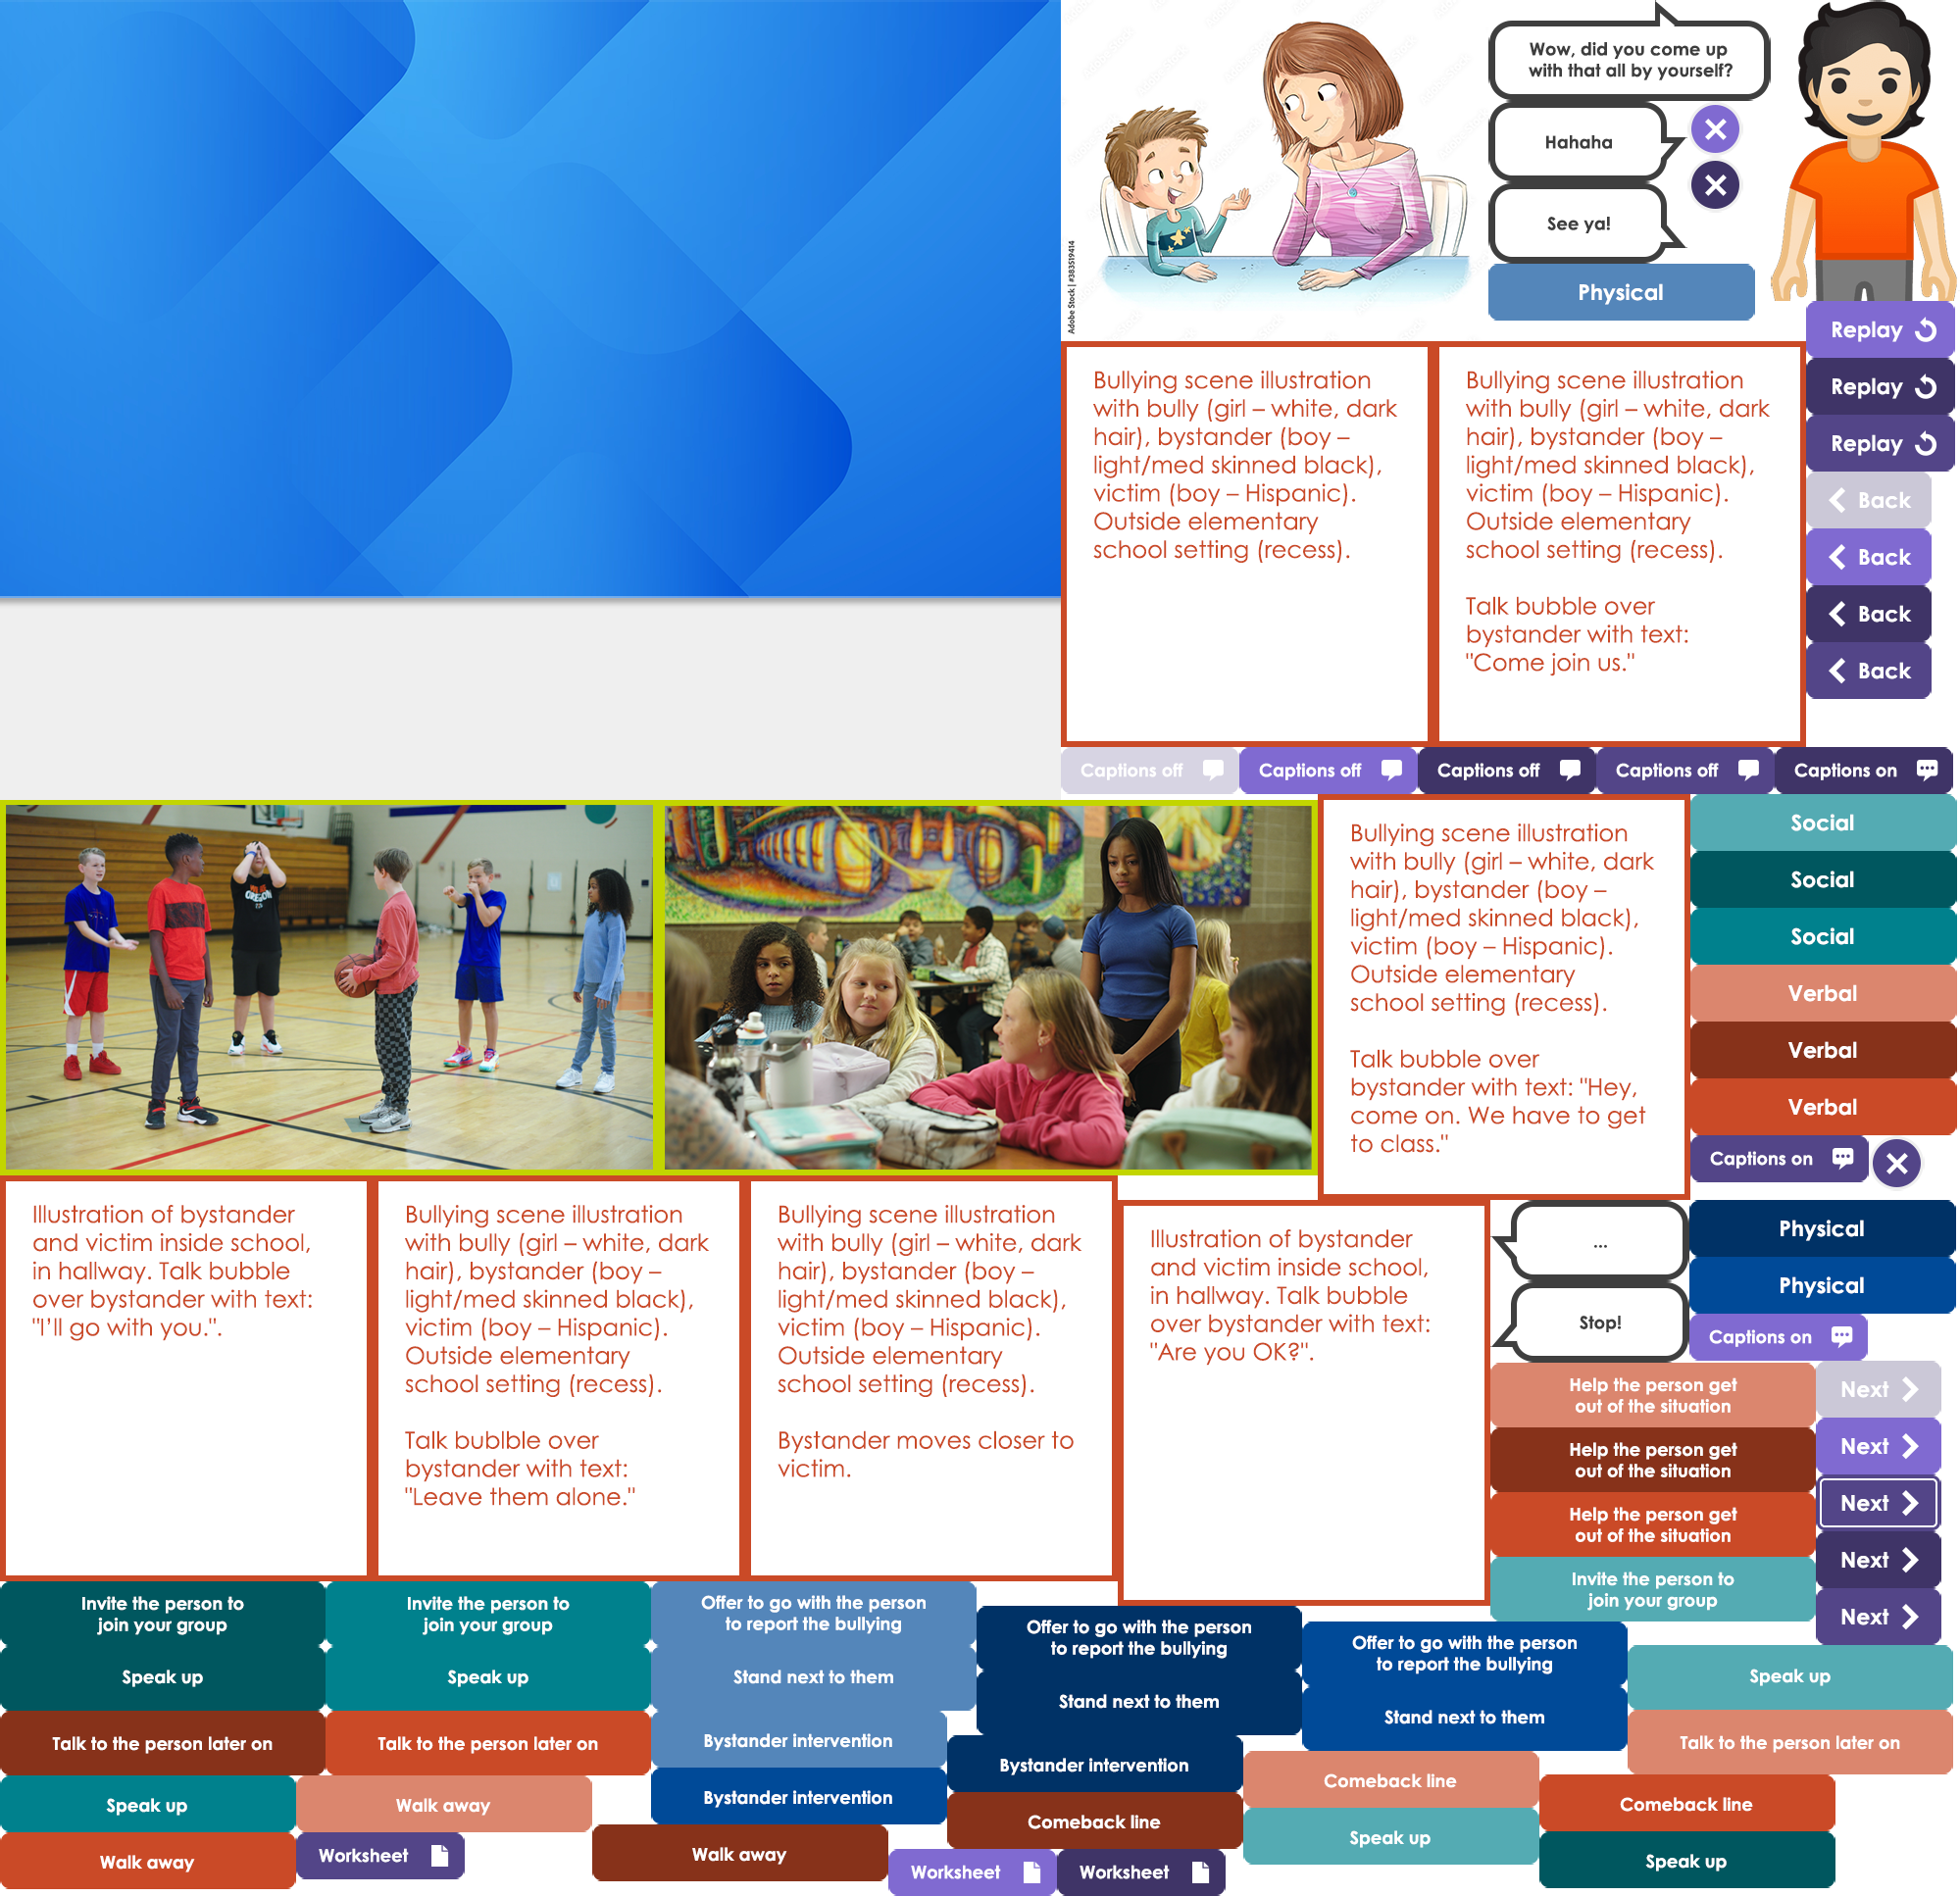 Wow, did you come up
with that all by yourself?
Hahaha
See ya!
Physical
Adobe Stock | #383519414
Replay
Replay
Replay
Back
Back
Back
Back
Bullying scene illustration
with bully (girl – white, dark
hair), bystander (boy –
light/med skinned black),
victim (boy – Hispanic).
Outside elementary
school setting (recess).
Bullying scene illustration
with bully (girl – white, dark
hair), bystander (boy –
light/med skinned black),
victim (boy – Hispanic).
Outside elementary
school setting (recess).
Talk bubble over
bystander with text:
"Come join us."
Captions off
Captions off
Captions off
Captions off
Captions on
OREGON
Bullying scene illustration
with bully (girl – white, dark
hair), bystander (boy –
light/med skinned black),
victim (boy – Hispanic).
Outside elementary
school setting (recess).
Talk bubble over
bystander with text: "Hey,
come on. We have to get
to class."
Social
Social
Social
Verbal
Verbal
Verbal
Captions on
Illustration of bystander
and victim inside school,
in hallway. Talk bubble
over bystander with text:
"I'll go with you.".
Bullying scene illustration
with bully (girl – white, dark
hair), bystander (boy –
light/med skinned black),
victim (boy – Hispanic).
Outside elementary
school setting (recess).
Talk bublble over
bystander with text:
"Leave them alone."
Bullying scene illustration
with bully (girl – white, dark
hair), bystander (boy –
light/med skinned black),
victim (boy – Hispanic).
Outside elementary
school setting (recess).
Bystander moves closer to
victim.
Illustration of bystander
and victim inside school,
in hallway. Talk bubble
over bystander with text:
"Are you OK?".
...
Stop!
Physical
Physical
Captions on
Help the person get
out of the situation
Help the person get
out of the situation
Help the person get
out of the situation
Invite the person to
join your group
Next
Next
Next
Next
Next
Invite the person to
join your group
Invite the person to
join your group
Offer to go with the person
to report the bullying
Offer to go with the person
to report the bullying
Offer to go with the person
to report the bullying
Speak up
Speak up
Stand next to them
Stand next to them
Stand next to them
Speak up
Talk to the person later on
Talk to the person later on
Bystander intervention
Bystander intervention
Talk to the person later on
Speak up
Walk away
Bystander intervention
Comeback line
Comeback line
Comeback line
Walk away
Worksheet
Walk away
Speak up
Speak up
Worksheet
Worksheet